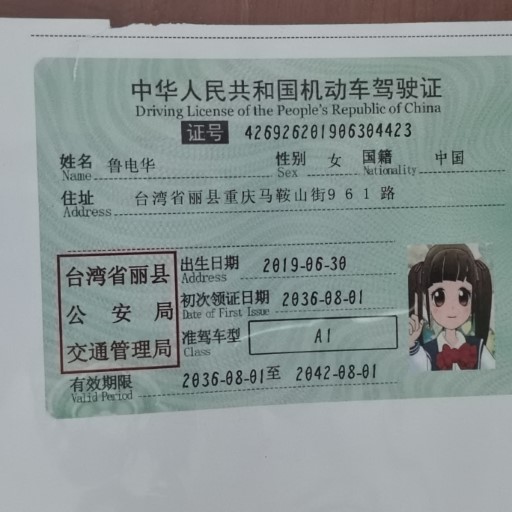 中华人民共和国机动车驾驶证
Driving License of the People's Republic of China
证号 426926201906304423
姓名 鲁电华 性别 女 国籍 中国
Name Sex Nationality
住址 台湾省丽县重庆马鞍山街961路
Address
台湾省丽县
公安局
交通管理局
出生日期 2019-06-30
Address
初次领证日期 2036-08-01
Date of First Issue
准驾车型 A1
Class
有效期限 2036-08-01至 2042-08-01
Valid Period